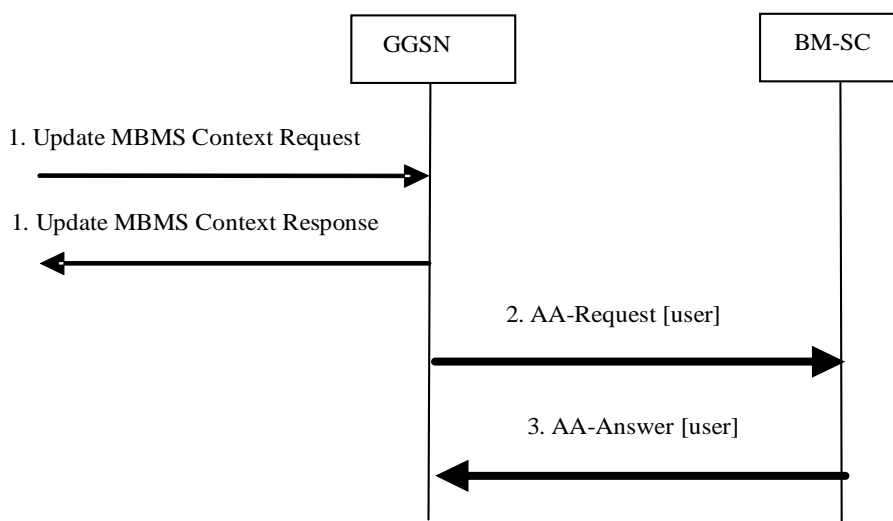 GGSN
BM-SC
1. Update MBMS Context Request
1. Update MBMS Context Response
2. AA-Request [user]
3. AA-Answer [user]